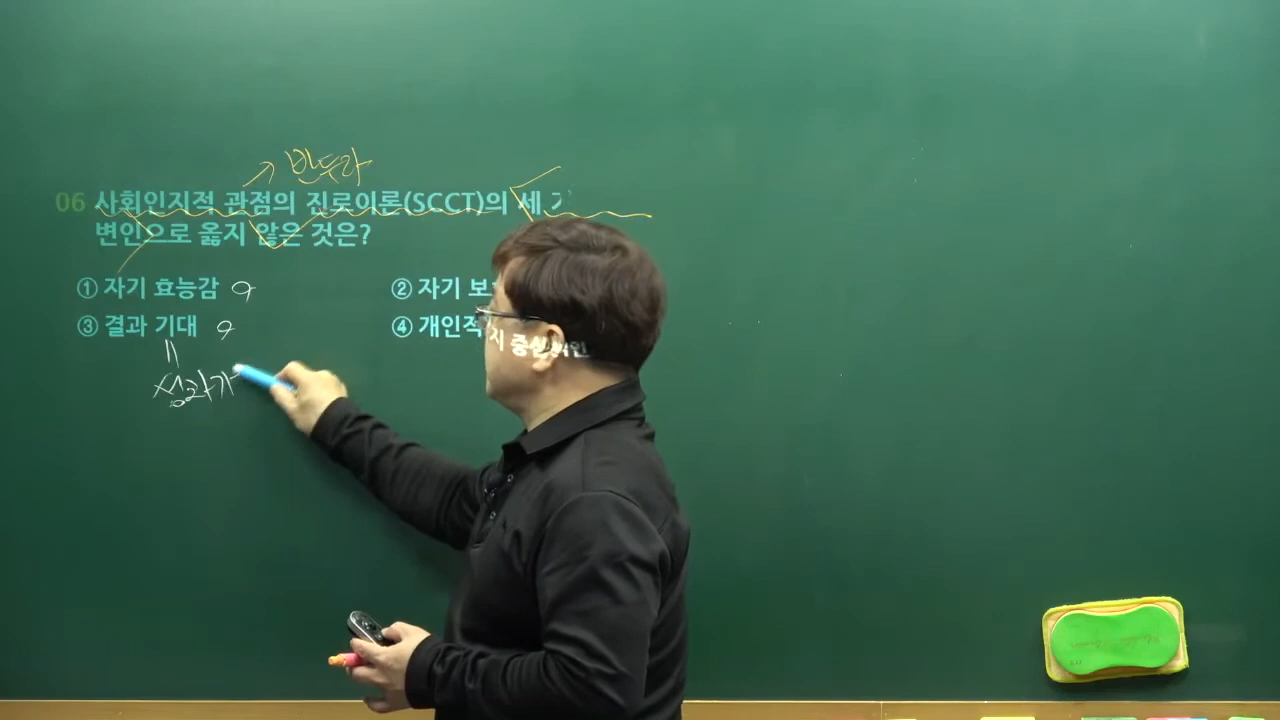 반두라
06 사회인지적 관점의 진로이론(SCCT)의 세
변인으로 옳지 않은 것은?
① 자기 효능감
② 자기
③ 결과 기대
④ 개인적
성과기